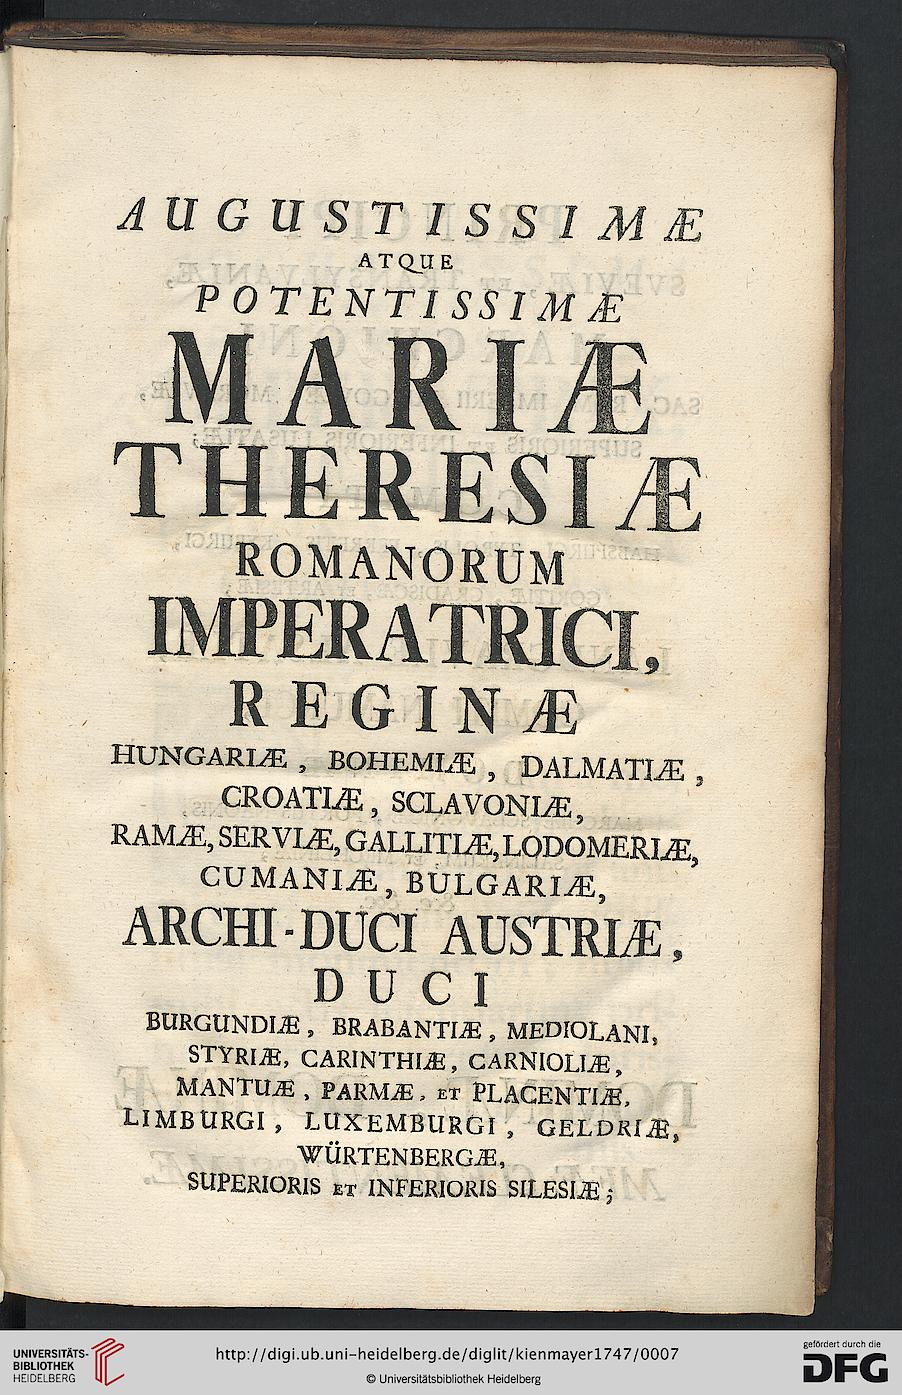 AUGUSTISSIMÆ
ATQUE
POTENTISSIMÆ
MARIÆ
THERESIÆ
ROMANORUM
IMPERATRICI,
REGINÆ
HUNGARIÆ, BOHEMIÆ, DALMATIÆ,
CROATIÆ, SCLAVONIÆ,
RAMÆ, SERVIÆ, GALLITIÆ, LODOMERIÆ,
CUMANIÆ, BULGARIÆ,
ARCHI-DUCI AUSTRIÆ,
DUCI
BURGUNDIÆ, BRABANTIÆ, MEDIOLANI,
STYRIÆ, CARINTHIÆ, CARNIOLIÆ,
MANTUÆ, PARMÆ, ET PLACENTIÆ,
LIMBURGI, LUXEMBURGI, GELDRIÆ,
WÜRTENBERGÆ,
SUPERIORIS ET INFERIORIS SILESIÆ;
UNIVERSITÄTS-
BIBLIOTHEK
HEIDELBERG
http://digi.ub.uni-heidelberg.de/diglit/kienmayer1747/0007
© Universitätsbibliothek Heidelberg
gefördert durch die
DFG